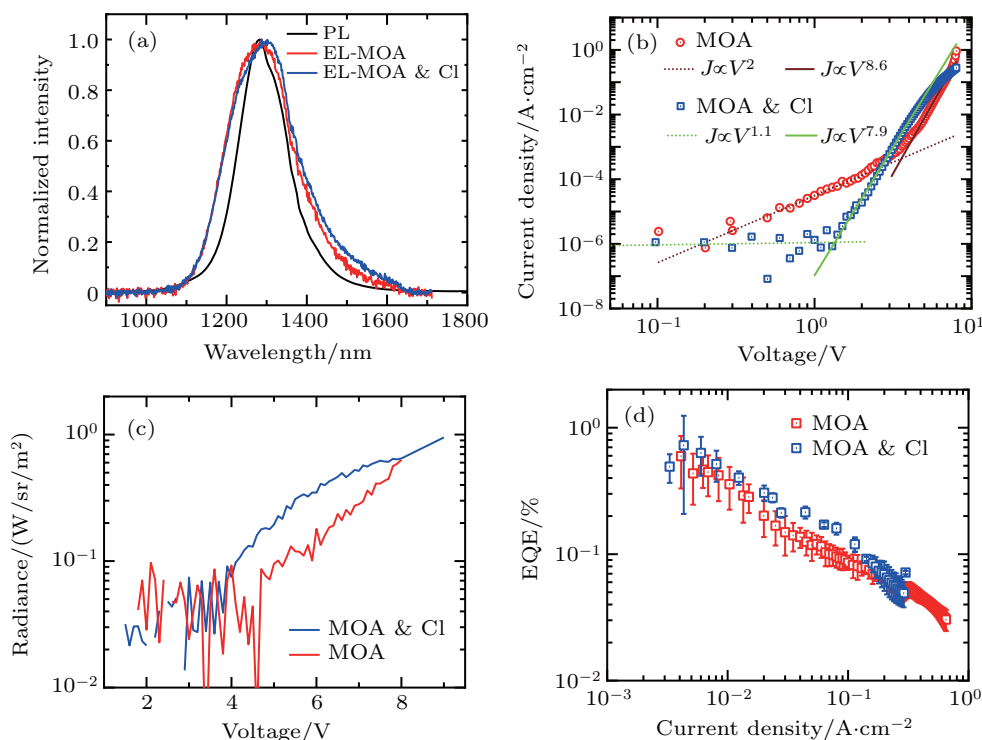 (a)
PL
EL-MOA
EL-MOA & Cl
Normalized intensity
1.0
0.8
0.6
0.4
0.2
0
1000 1200 1400 1600 1800
Wavelength/nm
(b)
MOA
J∝V² J∝V⁸·⁶
MOA & Cl
J∝V¹·¹ J∝V⁷·⁹
Current density/A·cm⁻²
10⁰
10⁻²
10⁻⁴
10⁻⁶
10⁻⁸
10⁻¹ 10⁰ 10¹
Voltage/V
(c)
Radiance/(W/sr/m²)
10⁰
10⁻¹
10⁻²
MOA & Cl
MOA
2 4 6 8
Voltage/V
(d)
MOA
MOA & Cl
EQE/%
10⁰
10⁻¹
10⁻²
10⁻³ 10⁻² 10⁻¹ 10⁰
Current density/A·cm⁻²